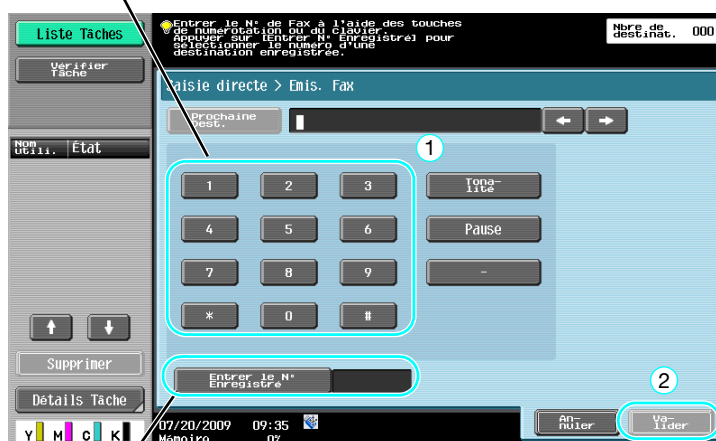 Liste Tâches
Vérifier
Tâche
Nom
utili.
État
Supprimer
Détails Tâche
Y M C K
Entrer le N° de Fax à l'aide des touches
de numérotation ou du clavier.
Appuyer sur [Entrer N° Enregistré] pour
sélectionner le numéro d'une
destination enregistrée.
Nbre de
destinat.
000
Saisie directe > Emis. Fax
Prochaine
Dest.
1
1 2 3
Tona-
lité
4 5 6
Pause
7 8 9
-
* 0 #
Entrer le N°
Enregistré
2
An-
nuler
Va-
lider
07/20/2009 09:35
Mémoire 0%